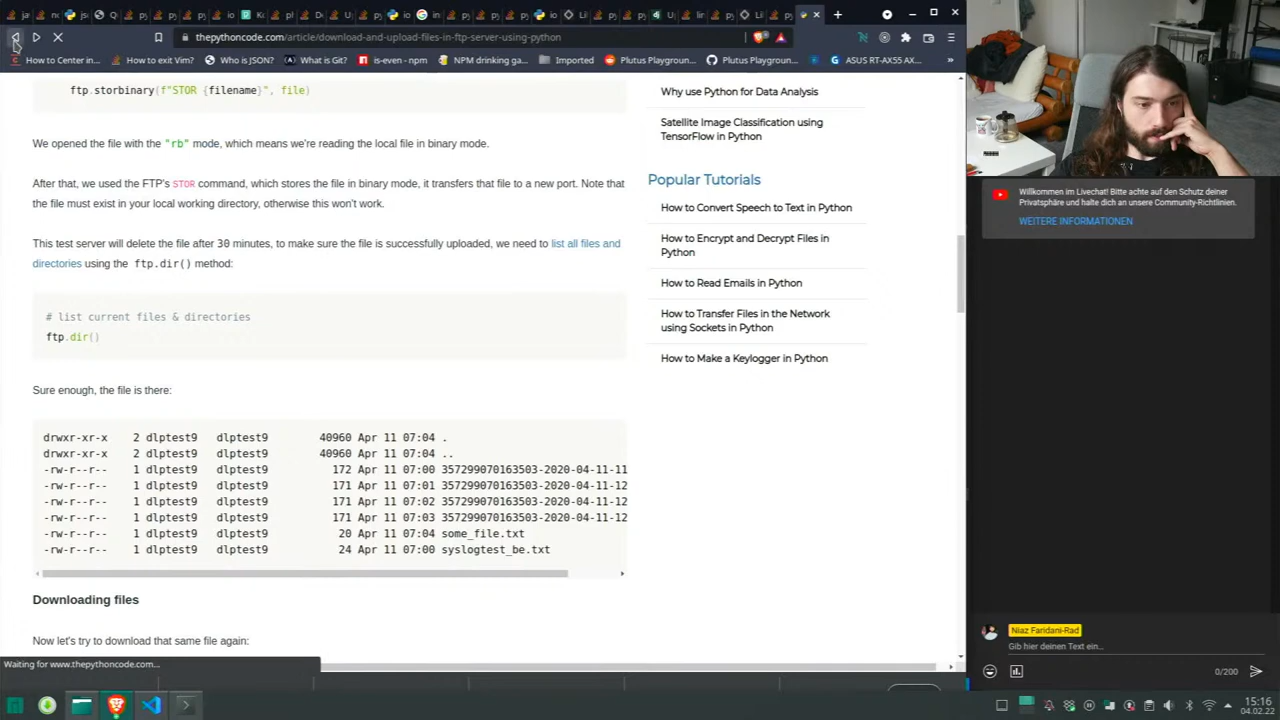 thepythoncode.com/article/download-and-upload-files-in-ftp-server-using-python
How to Center in...
How to exit Vim?
Who is JSON?
What is Git?
is-even - npm
NPM drinking ga...
Imported
Plutus Playgroun...
Plutus Playgroun...
ASUS RT-AX55 AX...
»
ftp.storbinary(f"STOR {filename}", file)
We opened the file with the "rb" mode, which means we're reading the local file in binary mode.
After that, we used the FTP's STOR command, which stores the file in binary mode, it transfers that file to a new port. Note that
the file must exist in your local working directory, otherwise this won't work.
This test server will delete the file after 30 minutes, to make sure the file is successfully uploaded, we need to list all files and
directories using the ftp.dir() method:
# list current files & directories
ftp.dir()
Sure enough, the file is there:
drwxr-xr-x 2 dlptest9 dlptest9 40960 Apr 11 07:04 .
drwxr-xr-x 2 dlptest9 dlptest9 40960 Apr 11 07:04 ..
-rw-r--r-- 1 dlptest9 dlptest9 172 Apr 11 07:00 357299070163503-2020-04-11-11
-rw-r--r-- 1 dlptest9 dlptest9 171 Apr 11 07:01 357299070163503-2020-04-11-12
-rw-r--r-- 1 dlptest9 dlptest9 171 Apr 11 07:02 357299070163503-2020-04-11-12
-rw-r--r-- 1 dlptest9 dlptest9 171 Apr 11 07:03 357299070163503-2020-04-11-12
-rw-r--r-- 1 dlptest9 dlptest9 20 Apr 11 07:04 some_file.txt
-rw-r--r-- 1 dlptest9 dlptest9 24 Apr 11 07:00 syslogtest_be.txt
Downloading files
Now let's try to download that same file again:
Waiting for www.thepythoncode.com...
Why use Python for Data Analysis
Satellite Image Classification using
TensorFlow in Python
Popular Tutorials
How to Convert Speech to Text in Python
How to Encrypt and Decrypt Files in
Python
How to Read Emails in Python
How to Transfer Files in the Network
using Sockets in Python
How to Make a Keylogger in Python
Willkommen im Livechat! Bitte achte auf den Schutz deiner
Privatsphäre und halte dich an unsere Community-Richtlinien.
WEITERE INFORMATIONEN
Niaz Faridani-Rad
Gib hier deinen Text ein...
0/200
15:16
04.02.22